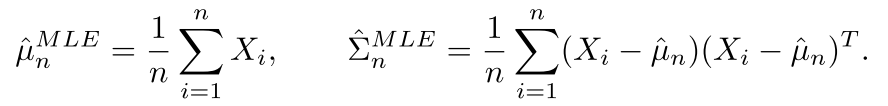 $\hat{\mu}_n^{MLE} = \frac{1}{n} \sum_{i=1}^{n} X_i, \qquad \hat{\Sigma}_n^{MLE} = \frac{1}{n} \sum_{i=1}^{n} (X_i - \hat{\mu}_n)(X_i - \hat{\mu}_n)^T.$